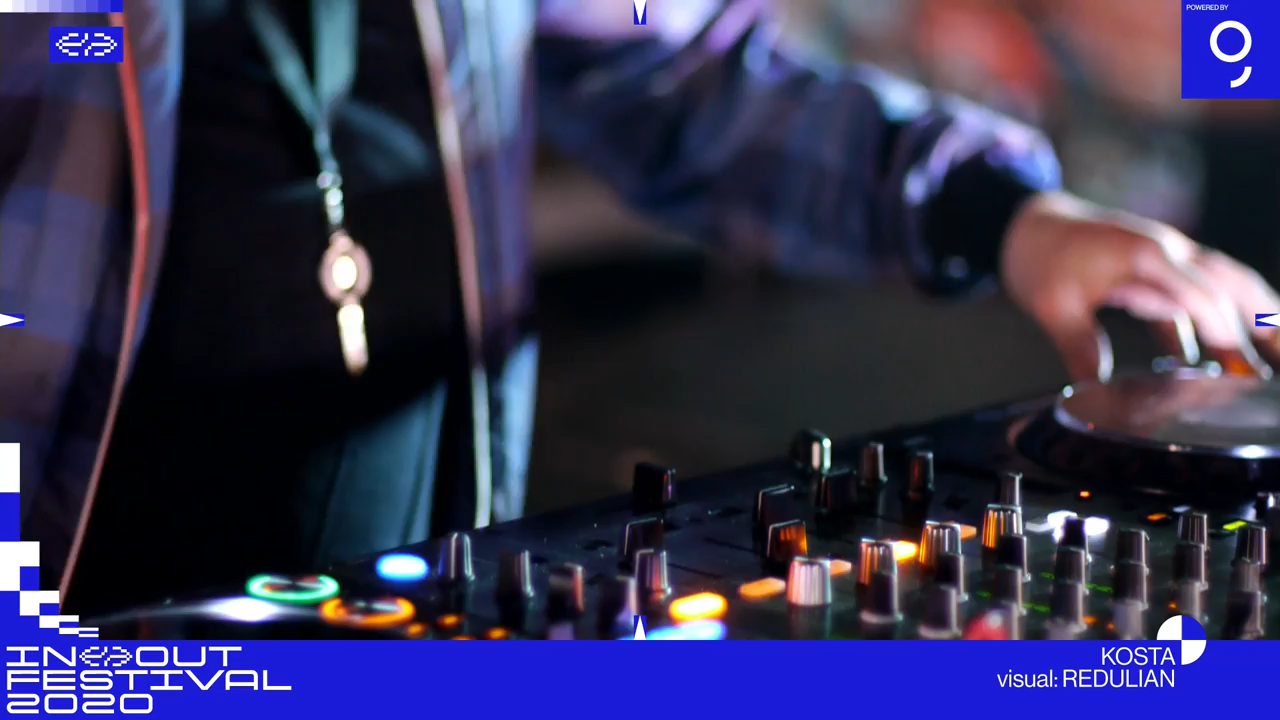 POWERED BY
IN<·>OUT
FESTIVAL
2020
KOSTA
visual: REDULIAN